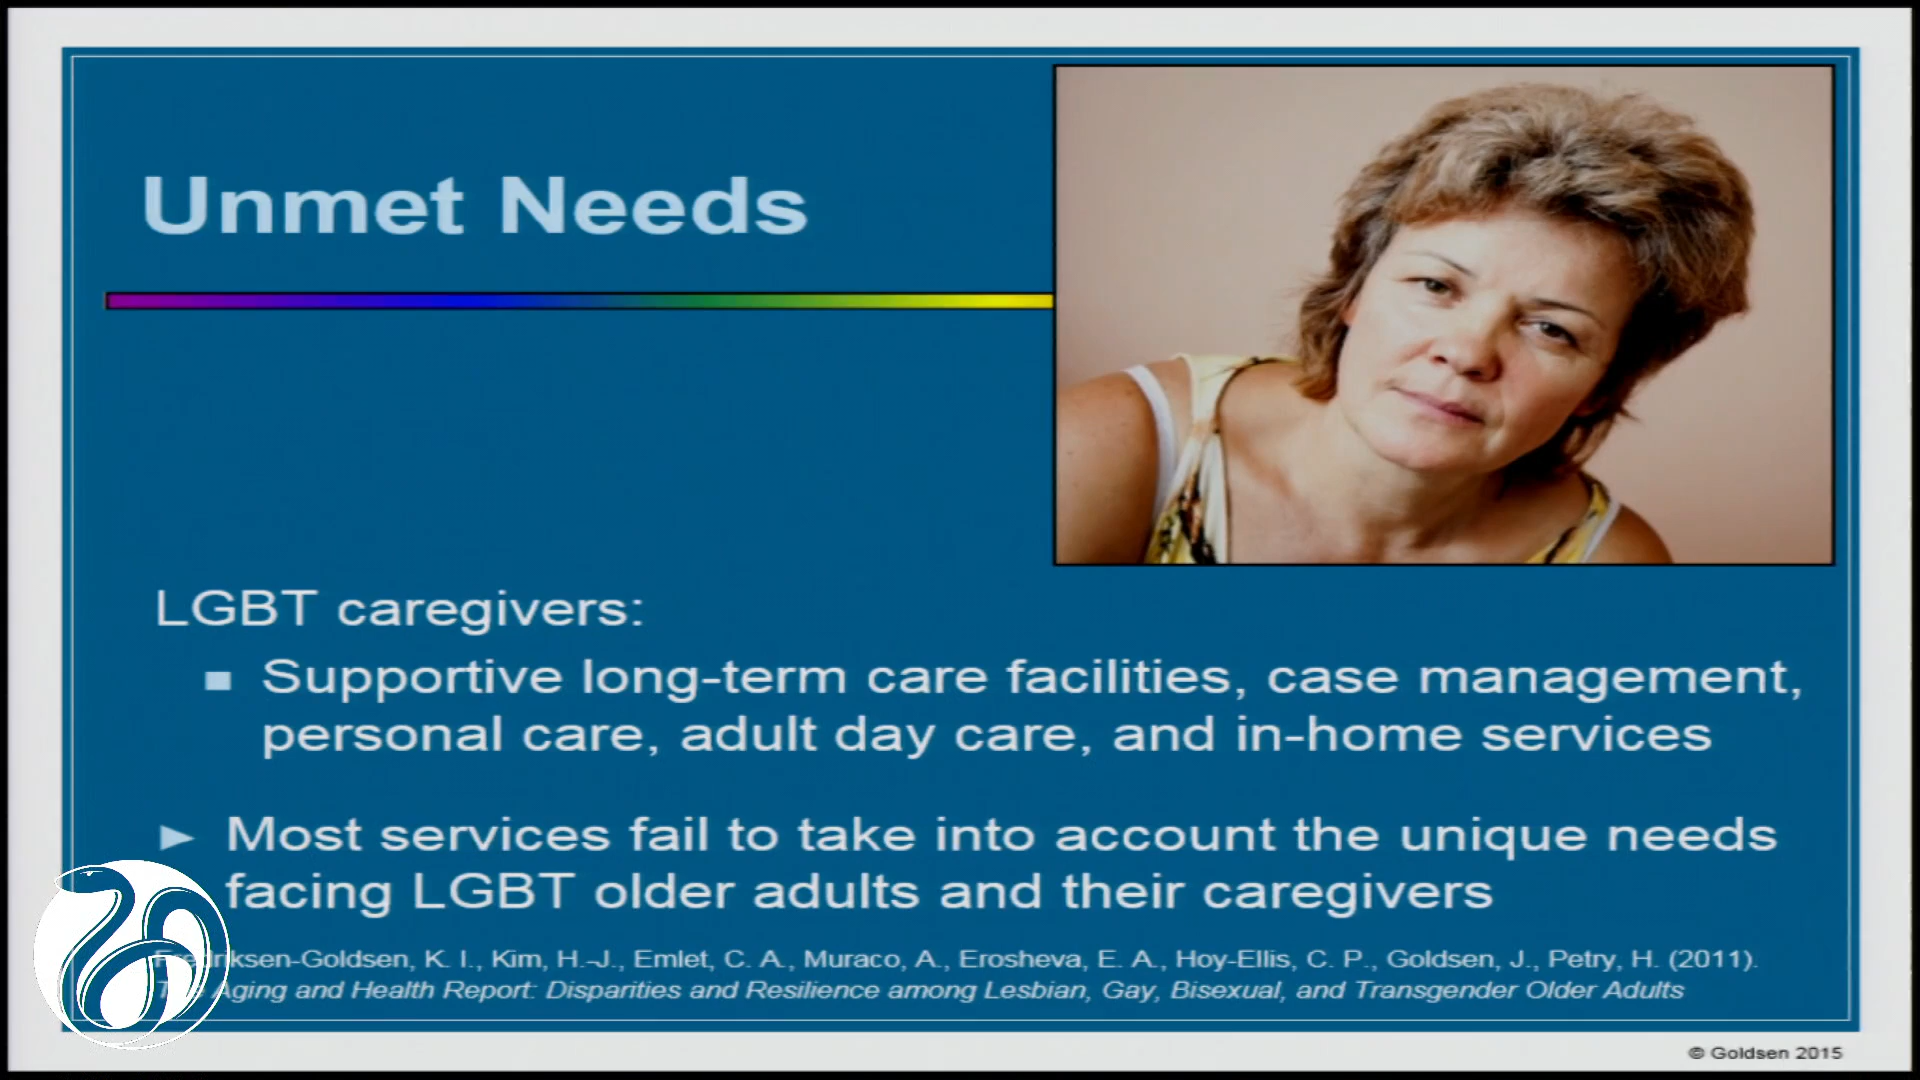 Unmet Needs
LGBT caregivers:
Supportive long-term care facilities, case management,
personal care, adult day care, and in-home services
Most services fail to take into account the unique needs
facing LGBT older adults and their caregivers
Fredriksen-Goldsen, K. I., Kim, H.-J., Emlet, C. A., Muraco, A., Erosheva, E. A., Hoy-Ellis, C. P., Goldsen, J., Petry, H. (2011).
The Aging and Health Report: Disparities and Resilience among Lesbian, Gay, Bisexual, and Transgender Older Adults
© Goldsen 2015